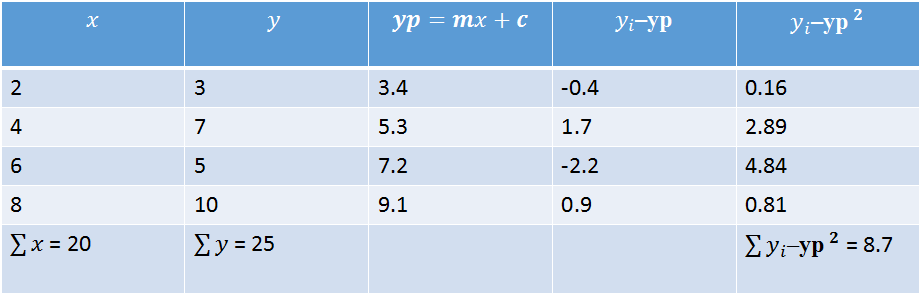 x y yp = mx + c yᵢ–yp yᵢ–yp ²
2 3 3.4 -0.4 0.16
4 7 5.3 1.7 2.89
6 5 7.2 -2.2 4.84
8 10 9.1 0.9 0.81
∑ x = 20 ∑ y = 25 ∑ yᵢ–yp ² = 8.7